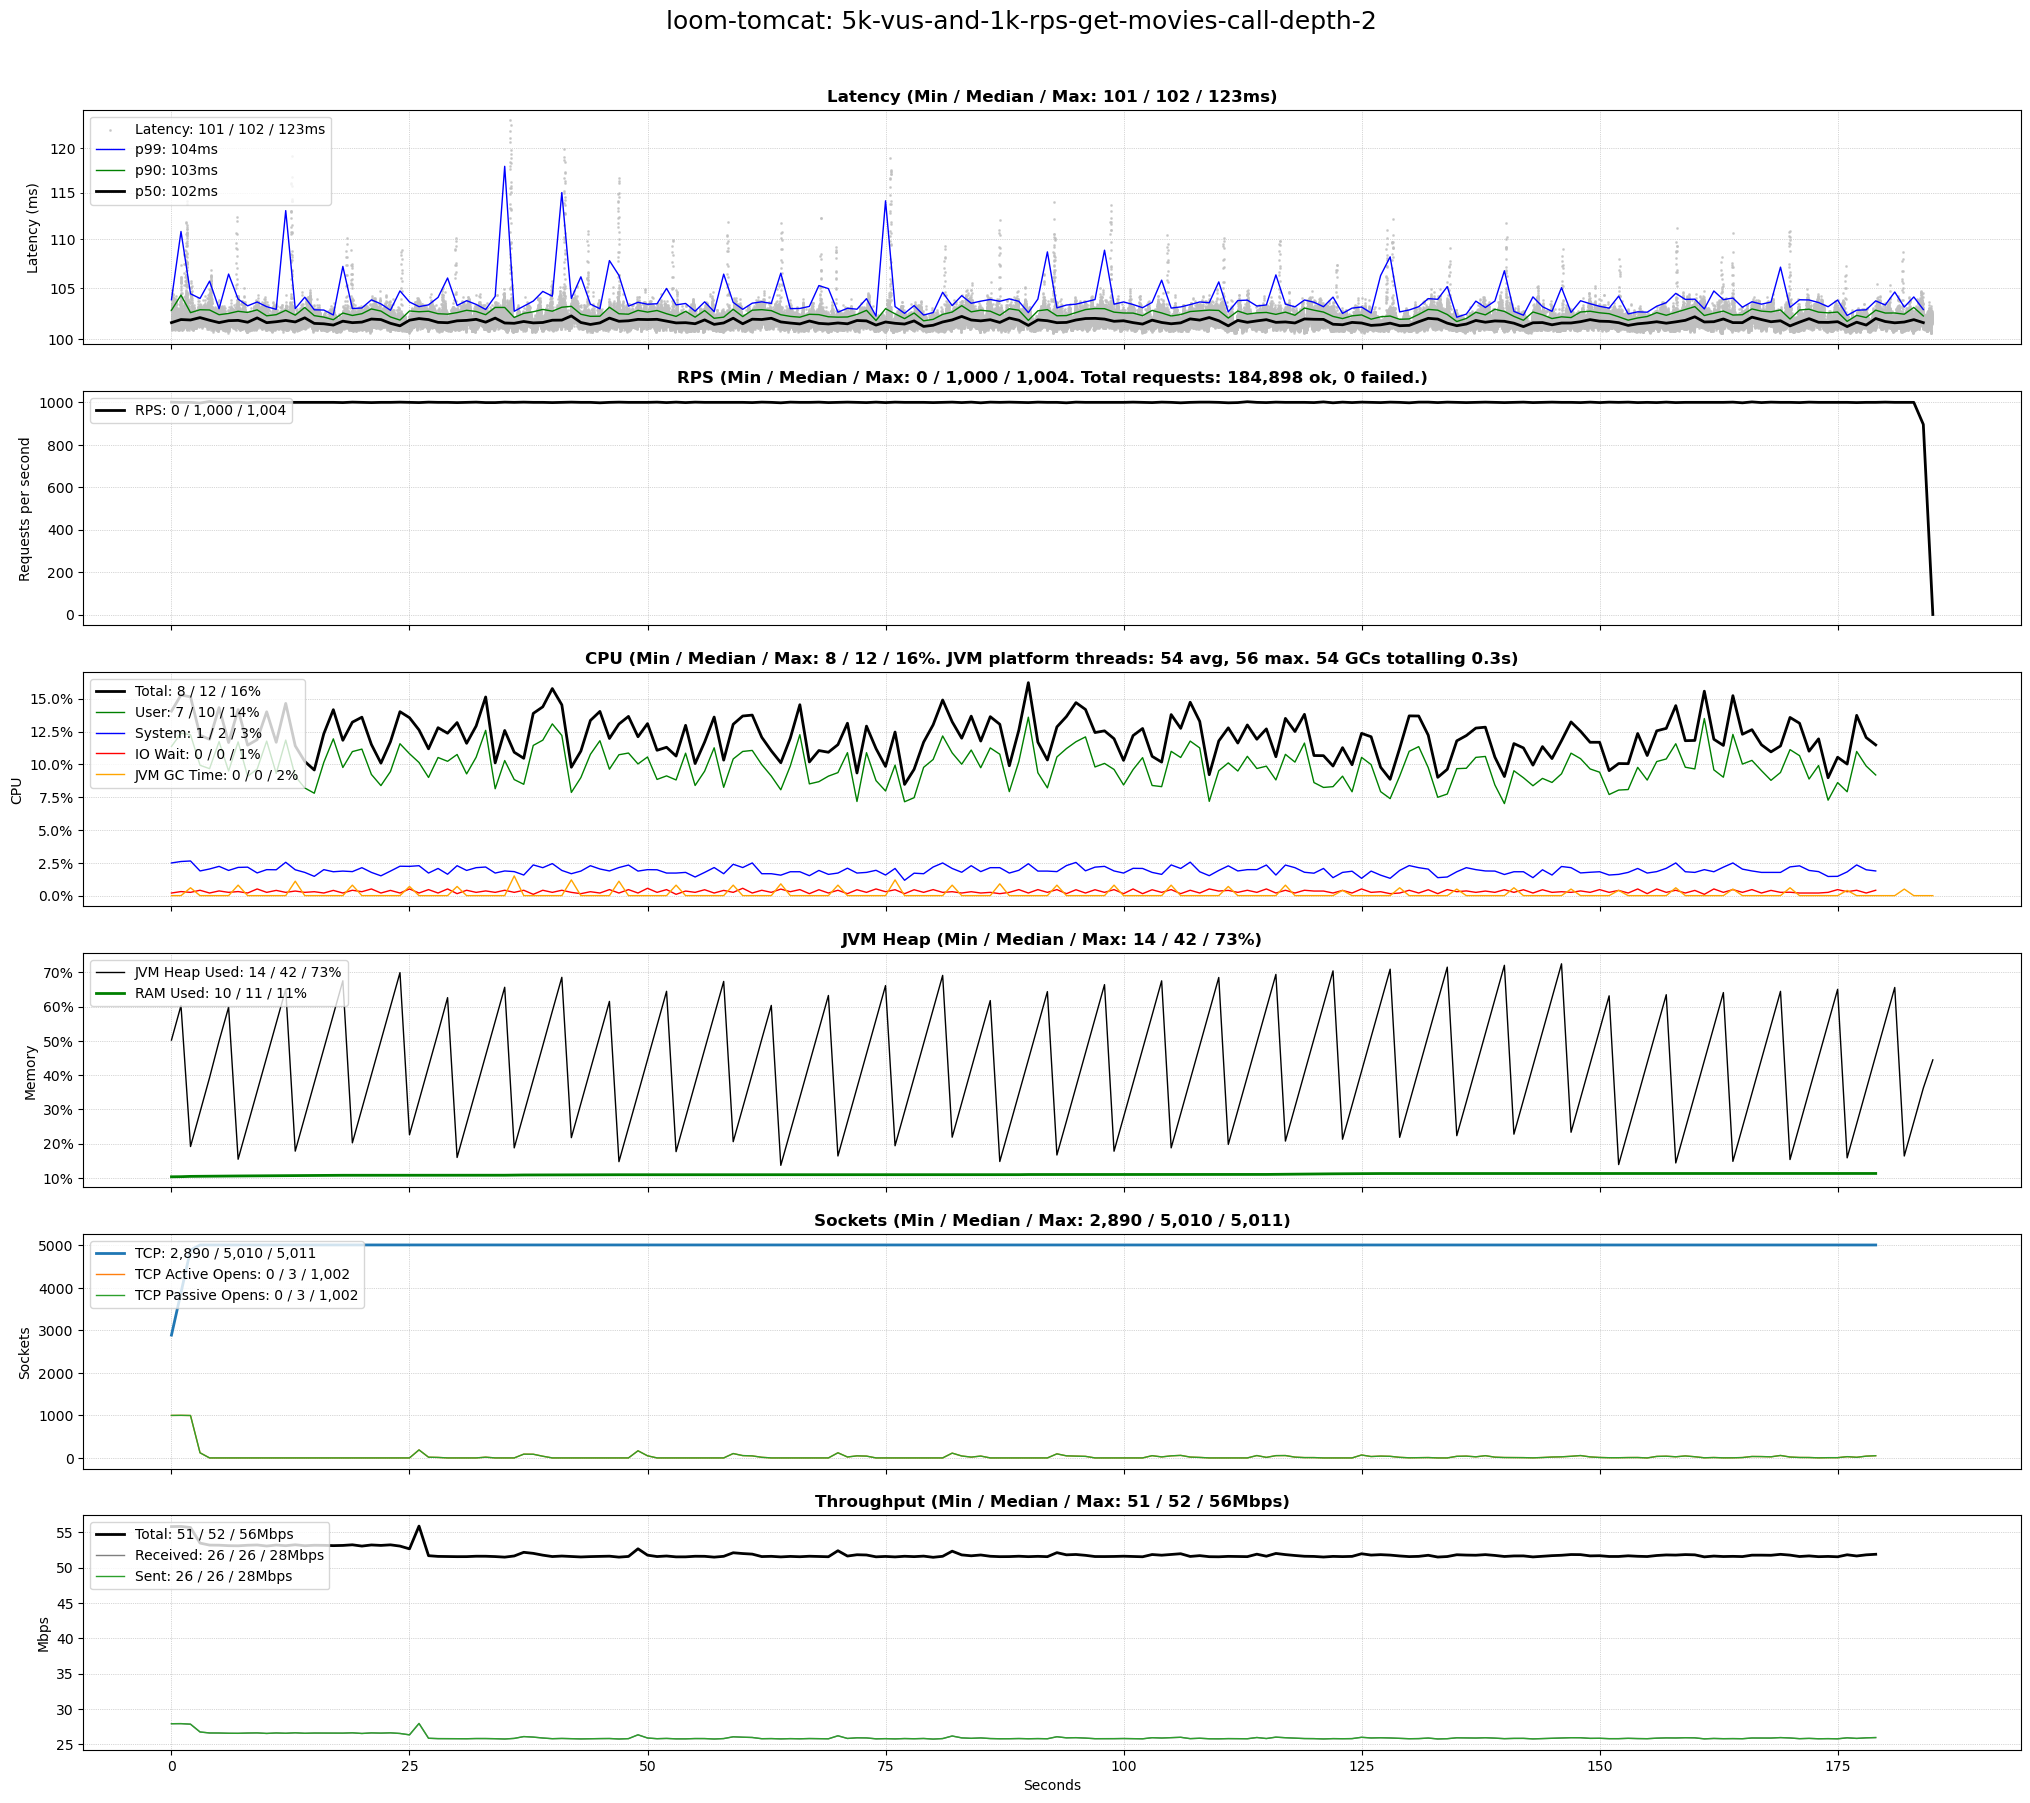 loom-tomcat: 5k-vus-and-1k-rps-get-movies-call-depth-2
Latency (Min / Median / Max: 101 / 102 / 123ms)
Latency: 101 / 102 / 123ms
p99: 104ms
p90: 103ms
p50: 102ms
Latency (ms)
120
115
110
105
100
RPS (Min / Median / Max: 0 / 1,000 / 1,004. Total requests: 184,898 ok, 0 failed.)
RPS: 0 / 1,000 / 1,004
Requests per second
1000
800
600
400
200
0
CPU (Min / Median / Max: 8 / 12 / 16%. JVM platform threads: 54 avg, 56 max. 54 GCs totalling 0.3s)
Total: 8 / 12 / 16%
User: 7 / 10 / 14%
System: 1 / 2 / 3%
IO Wait: 0 / 0 / 1%
JVM GC Time: 0 / 0 / 2%
CPU
15.0%
12.5%
10.0%
7.5%
5.0%
2.5%
0.0%
JVM Heap (Min / Median / Max: 14 / 42 / 73%)
JVM Heap Used: 14 / 42 / 73%
RAM Used: 10 / 11 / 11%
Memory
70%
60%
50%
40%
30%
20%
10%
Sockets (Min / Median / Max: 2,890 / 5,010 / 5,011)
TCP: 2,890 / 5,010 / 5,011
TCP Active Opens: 0 / 3 / 1,002
TCP Passive Opens: 0 / 3 / 1,002
Sockets
5000
4000
3000
2000
1000
0
Throughput (Min / Median / Max: 51 / 52 / 56Mbps)
Total: 51 / 52 / 56Mbps
Received: 26 / 26 / 28Mbps
Sent: 26 / 26 / 28Mbps
Mbps
55
50
45
40
35
30
25
0 25 50 75 100 125 150 175
Seconds